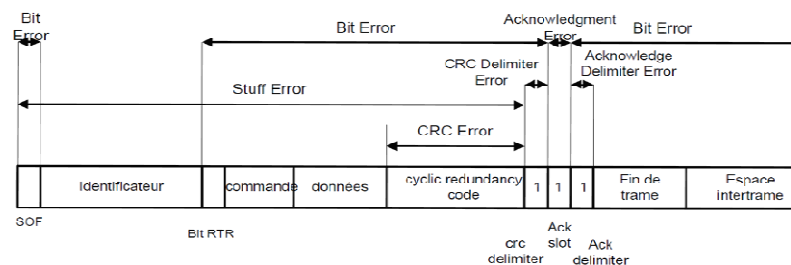 Bit
Error
Bit Error
Acknowledgment
Error
Bit Error
CRC Delimiter
Error
Acknowledge
Delimiter Error
Stuff Error
CRC Error
Identificateur
commande
données
cyclic redundancy
code
1
1
1
Fin de
trame
Espace
intertrame
SOF
Bit RTR
crc
delimiter
Ack
slot
Ack
delimiter